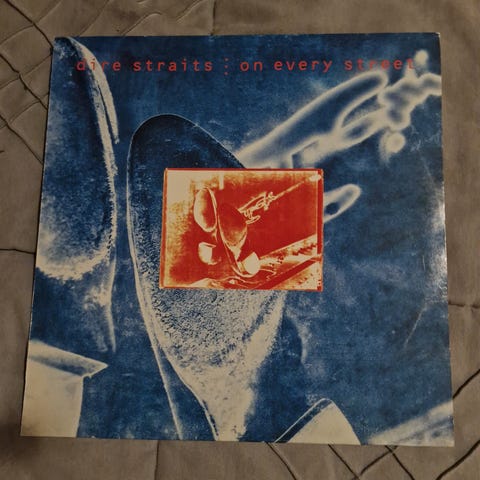 dire straits : on every street